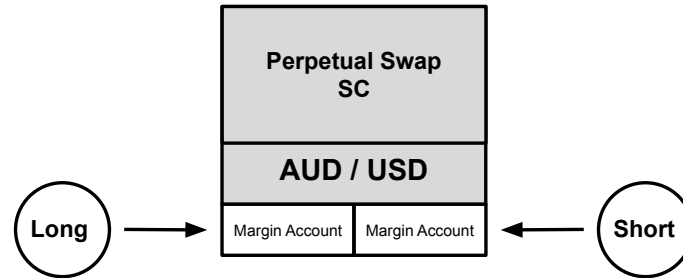 Perpetual Swap
SC
AUD / USD
Long
Margin Account
Margin Account
Short